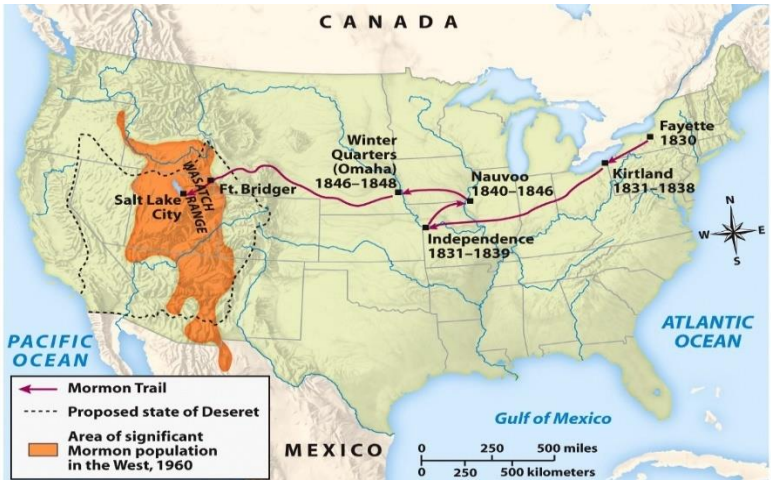 CANADA
Fayette
1830
Winter
Quarters
(Omaha)
1846–1848
Nauvoo
1840–1846
Kirtland
1831–1838
WASATCH
RANGE
Ft. Bridger
Salt Lake
City
Independence
1831–1839
N
W
E
S
PACIFIC
OCEAN
ATLANTIC
OCEAN
Mormon Trail
Proposed state of Deseret
Area of significant
Mormon population
in the West, 1960
Gulf of Mexico
MEXICO
0 250 500 miles
0 250 500 kilometers